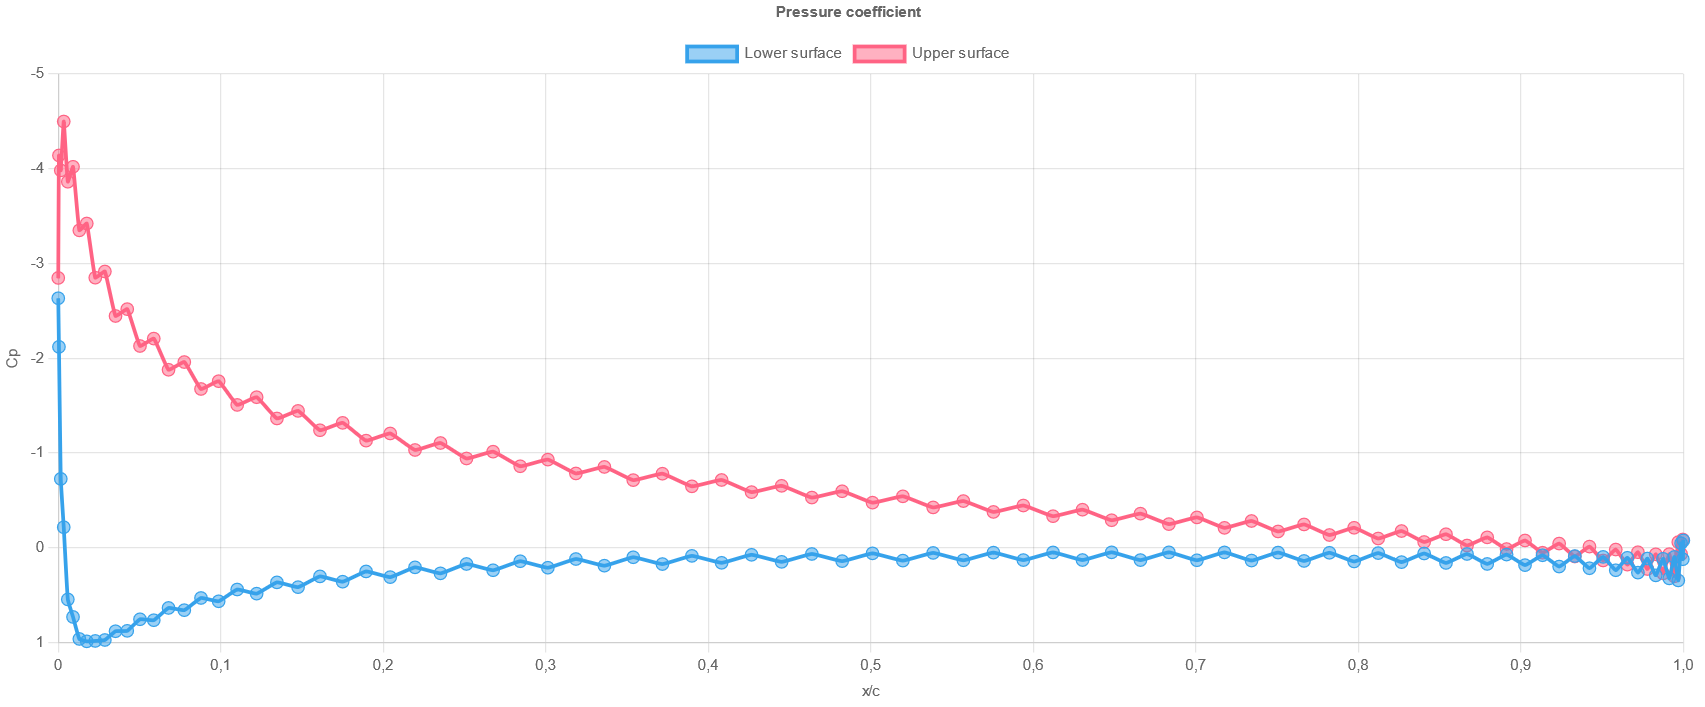 Pressure coefficient
Lower surface Upper surface
-5
-4
-3
-2
-1
0
1
Cp
0 0,1 0,2 0,3 0,4 0,5 0,6 0,7 0,8 0,9 1,0
x/c